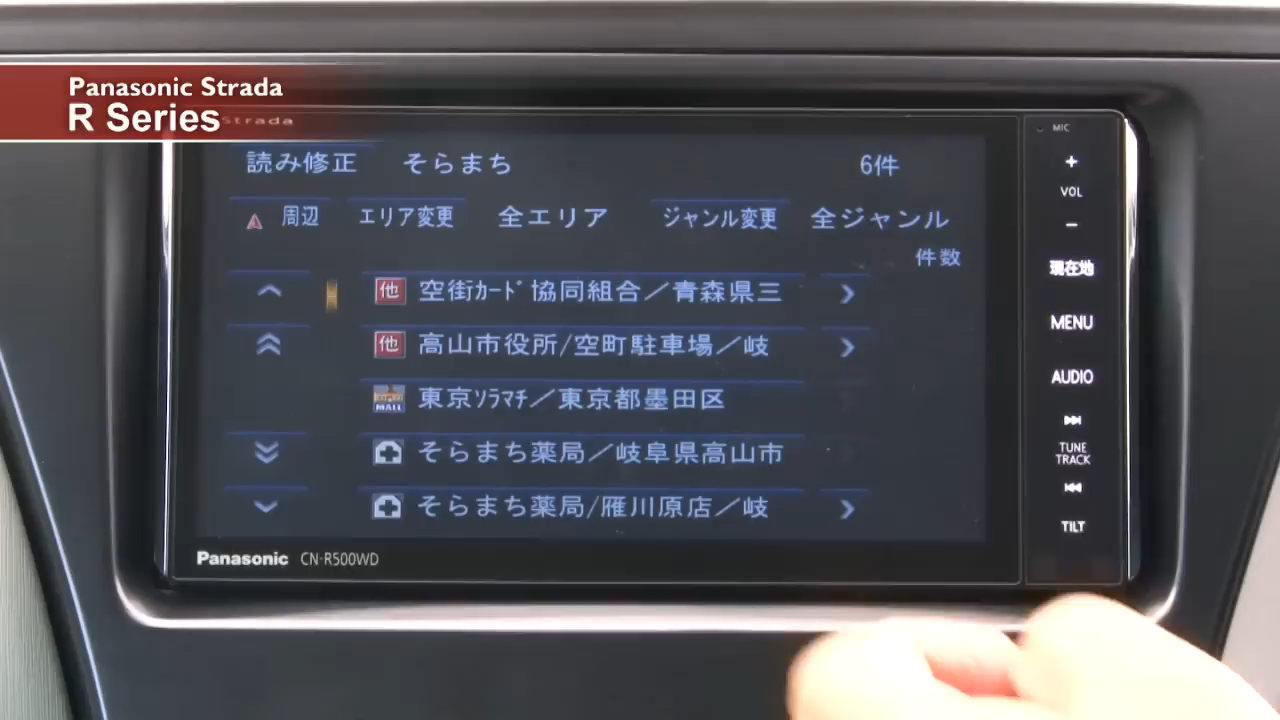 Panasonic Strada
R Series
Strada
読み修正 そらまち 6件
周辺 エリア変更 全エリア ジャンル変更 全ジャンル
件数
他 空街ｶｰﾄﾞ協同組合／青森県三
他 高山市役所/空町駐車場／岐
MALL 東京ｿﾗﾏﾁ／東京都墨田区
そらまち薬局／岐阜県高山市
そらまち薬局/雁川原店／岐
Panasonic CN-R500WD
MIC
+
VOL
−
現在地
MENU
AUDIO
TUNE
TRACK
TILT